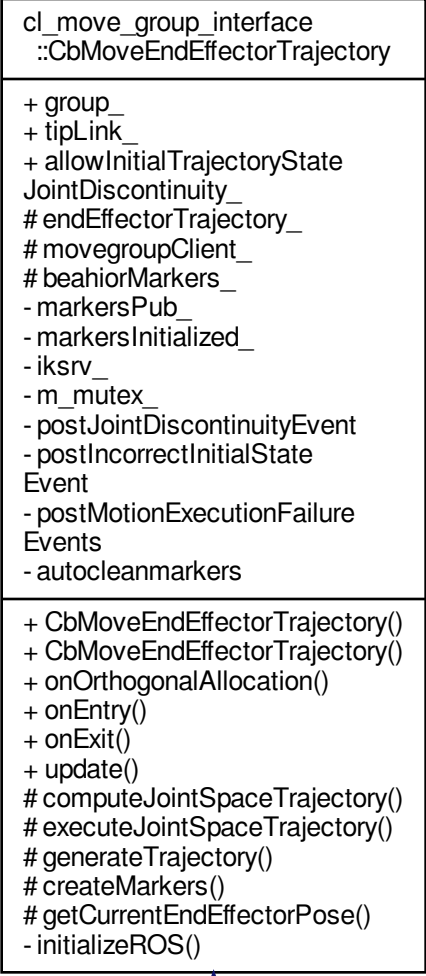 cl_move_group_interface
::CbMoveEndEffectorTrajectory
+ group_
+ tipLink_
+ allowInitialTrajectoryState
JointDiscontinuity_
# endEffectorTrajectory_
# movegroupClient_
# beahiorMarkers_
- markersPub_
- markersInitialized_
- iksrv_
- m_mutex_
- postJointDiscontinuityEvent
- postIncorrectInitialState
Event
- postMotionExecutionFailure
Events
- autocleanmarkers
+ CbMoveEndEffectorTrajectory()
+ CbMoveEndEffectorTrajectory()
+ onOrthogonalAllocation()
+ onEntry()
+ onExit()
+ update()
# computeJointSpaceTrajectory()
# executeJointSpaceTrajectory()
# generateTrajectory()
# createMarkers()
# getCurrentEndEffectorPose()
- initializeROS()